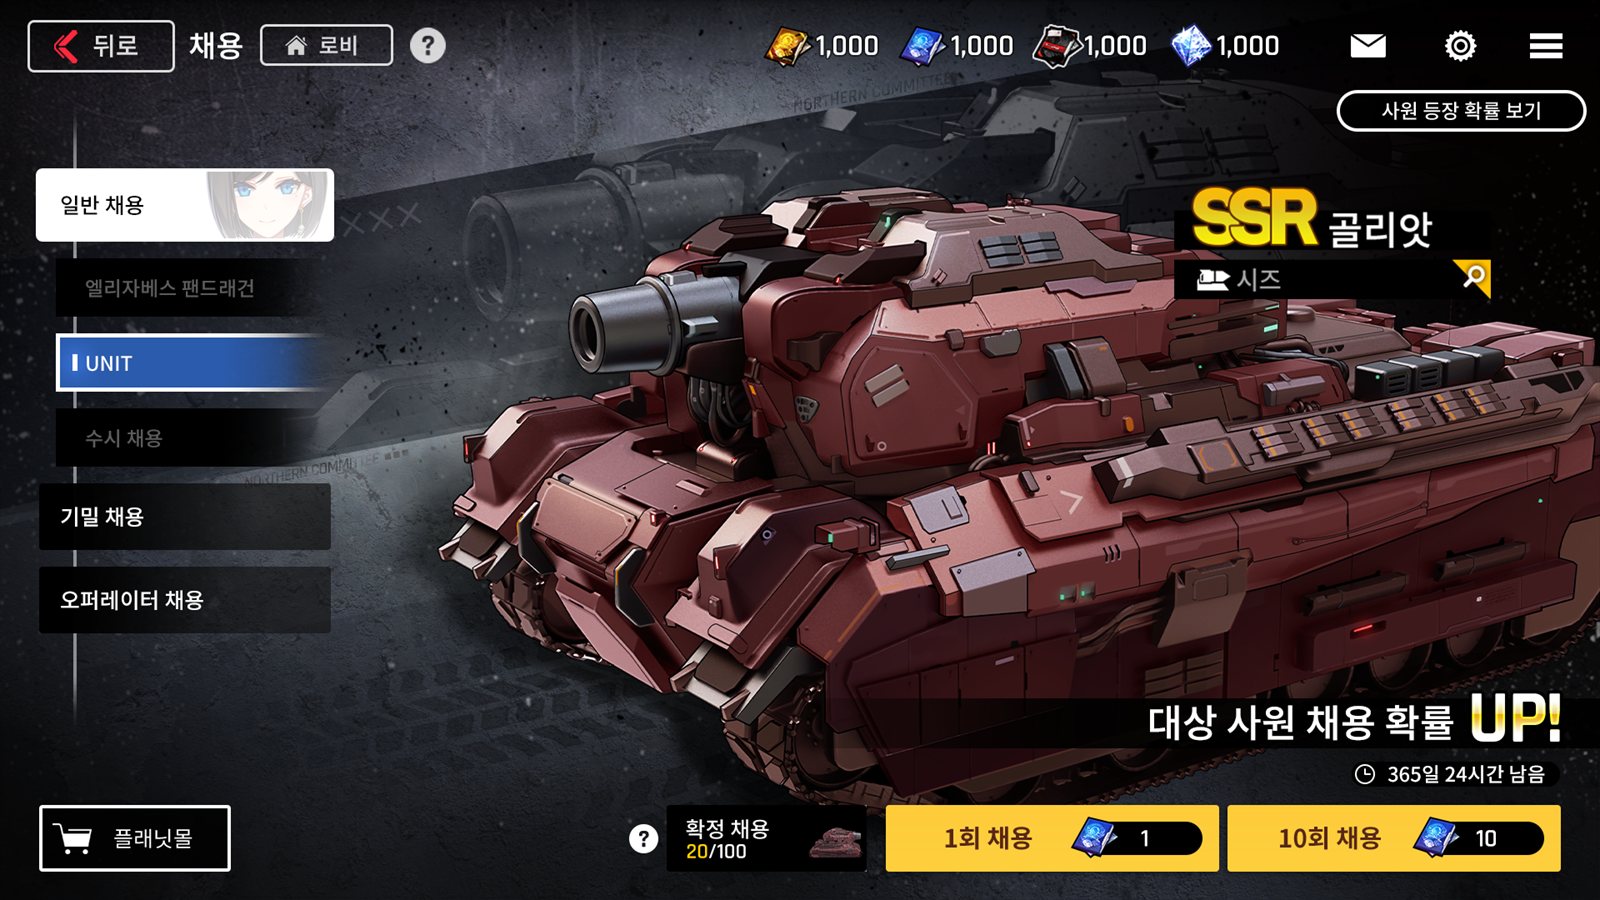 뒤로
채용
로비
?
1,000
1,000
1,000
1,000
사원 등장 확률 보기
NORTHERN COMMITTEE
일반 채용
엘리자베스 팬드래건
UNIT
수시 채용
NORTHERN COMMITTEE
기밀 채용
오퍼레이터 채용
SSR 골리앗
시즈
대상 사원 채용 확률 UP!
365일 24시간 남음
플래닛몰
?
확정 채용
20/100
1회 채용
1
10회 채용
10